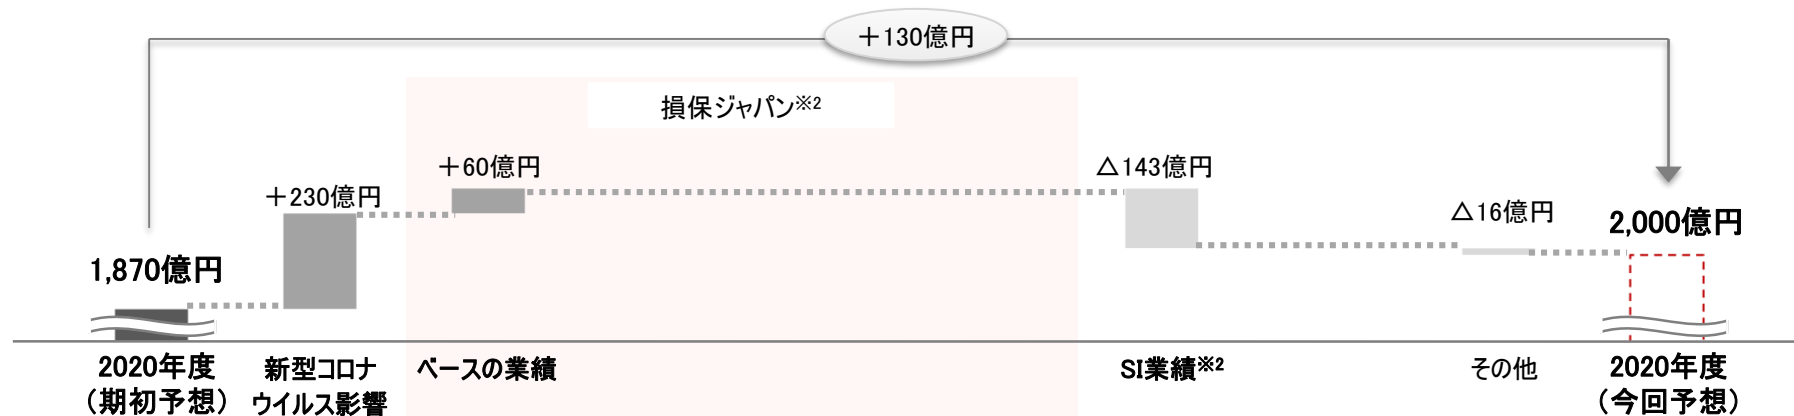 ＋130億円
損保ジャパン※2
＋60億円
△143億円
＋230億円
△16億円
2,000億円
1,870億円
2020年度
（期初予想）
新型コロナ
ウイルス影響
ベースの業績
SI業績※2
その他
2020年度
（今回予想）